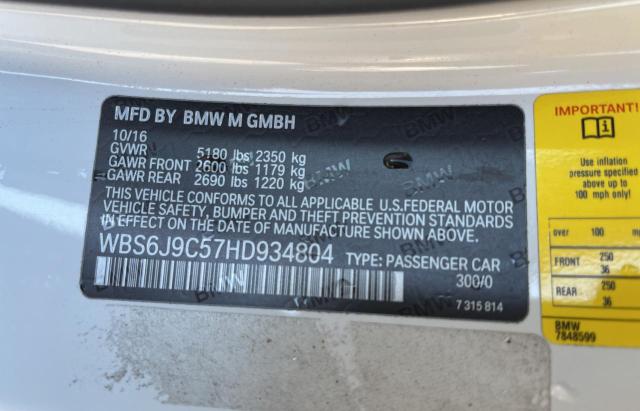 MFD BY BMW M GMBH
10/16
GVWR 5180 lbs 2350 kg
GAWR FRONT 2600 lbs 1179 kg
GAWR REAR 2690 lbs 1220 kg
THIS VEHICLE CONFORMS TO ALL APPLICABLE U.S.FEDERAL MOTOR
VEHICLE SAFETY, BUMPER AND THEFT PREVENTION STANDARDS
IN EFFECT ON THE DATE OF MANUFACTURE SHOWN ABOVE.
WBS6J9C57HD934804 TYPE: PASSENGER CAR
300/0
7 315 814
IMPORTANT!
Use inflation
pressure specified
above up to
100 mph only!
over 100 mp
FRONT 250
36
REAR 250
36
BMW
7848599